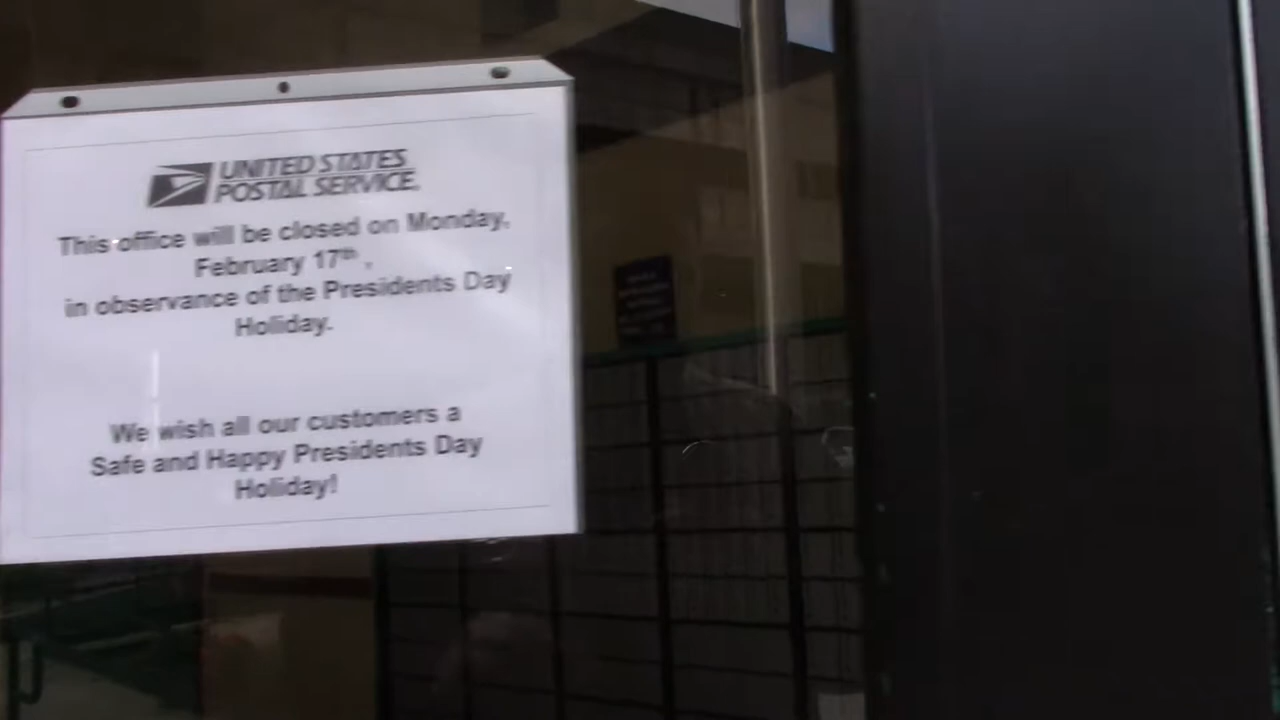 UNITED STATES
POSTAL SERVICE.
This office will be closed on Monday,
February 17th ,
in observance of the Presidents Day
Holiday.
We wish all our customers a
Safe and Happy Presidents Day
Holiday!